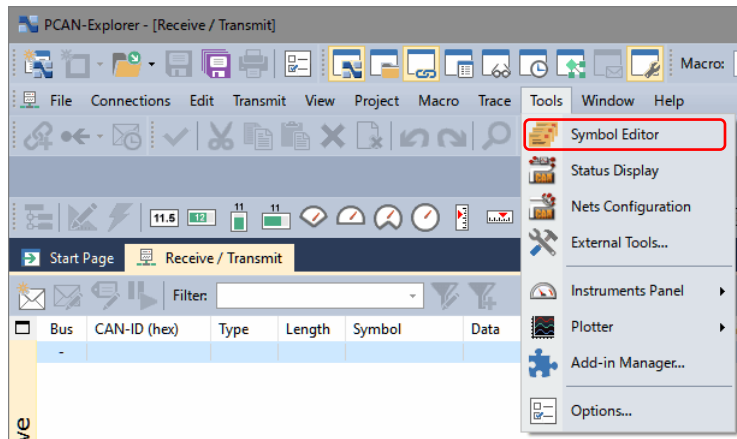 PCAN-Explorer - [Receive / Transmit]
Macro:
File Connections Edit Transmit View Project Macro Trace Tools Window Help
Symbol Editor
Status Display
Nets Configuration
External Tools...
Instruments Panel
Plotter
Add-in Manager...
Options...
11.5 12 11 11
Start Page Receive / Transmit
Filter:
Bus CAN-ID (hex) Type Length Symbol Data
-